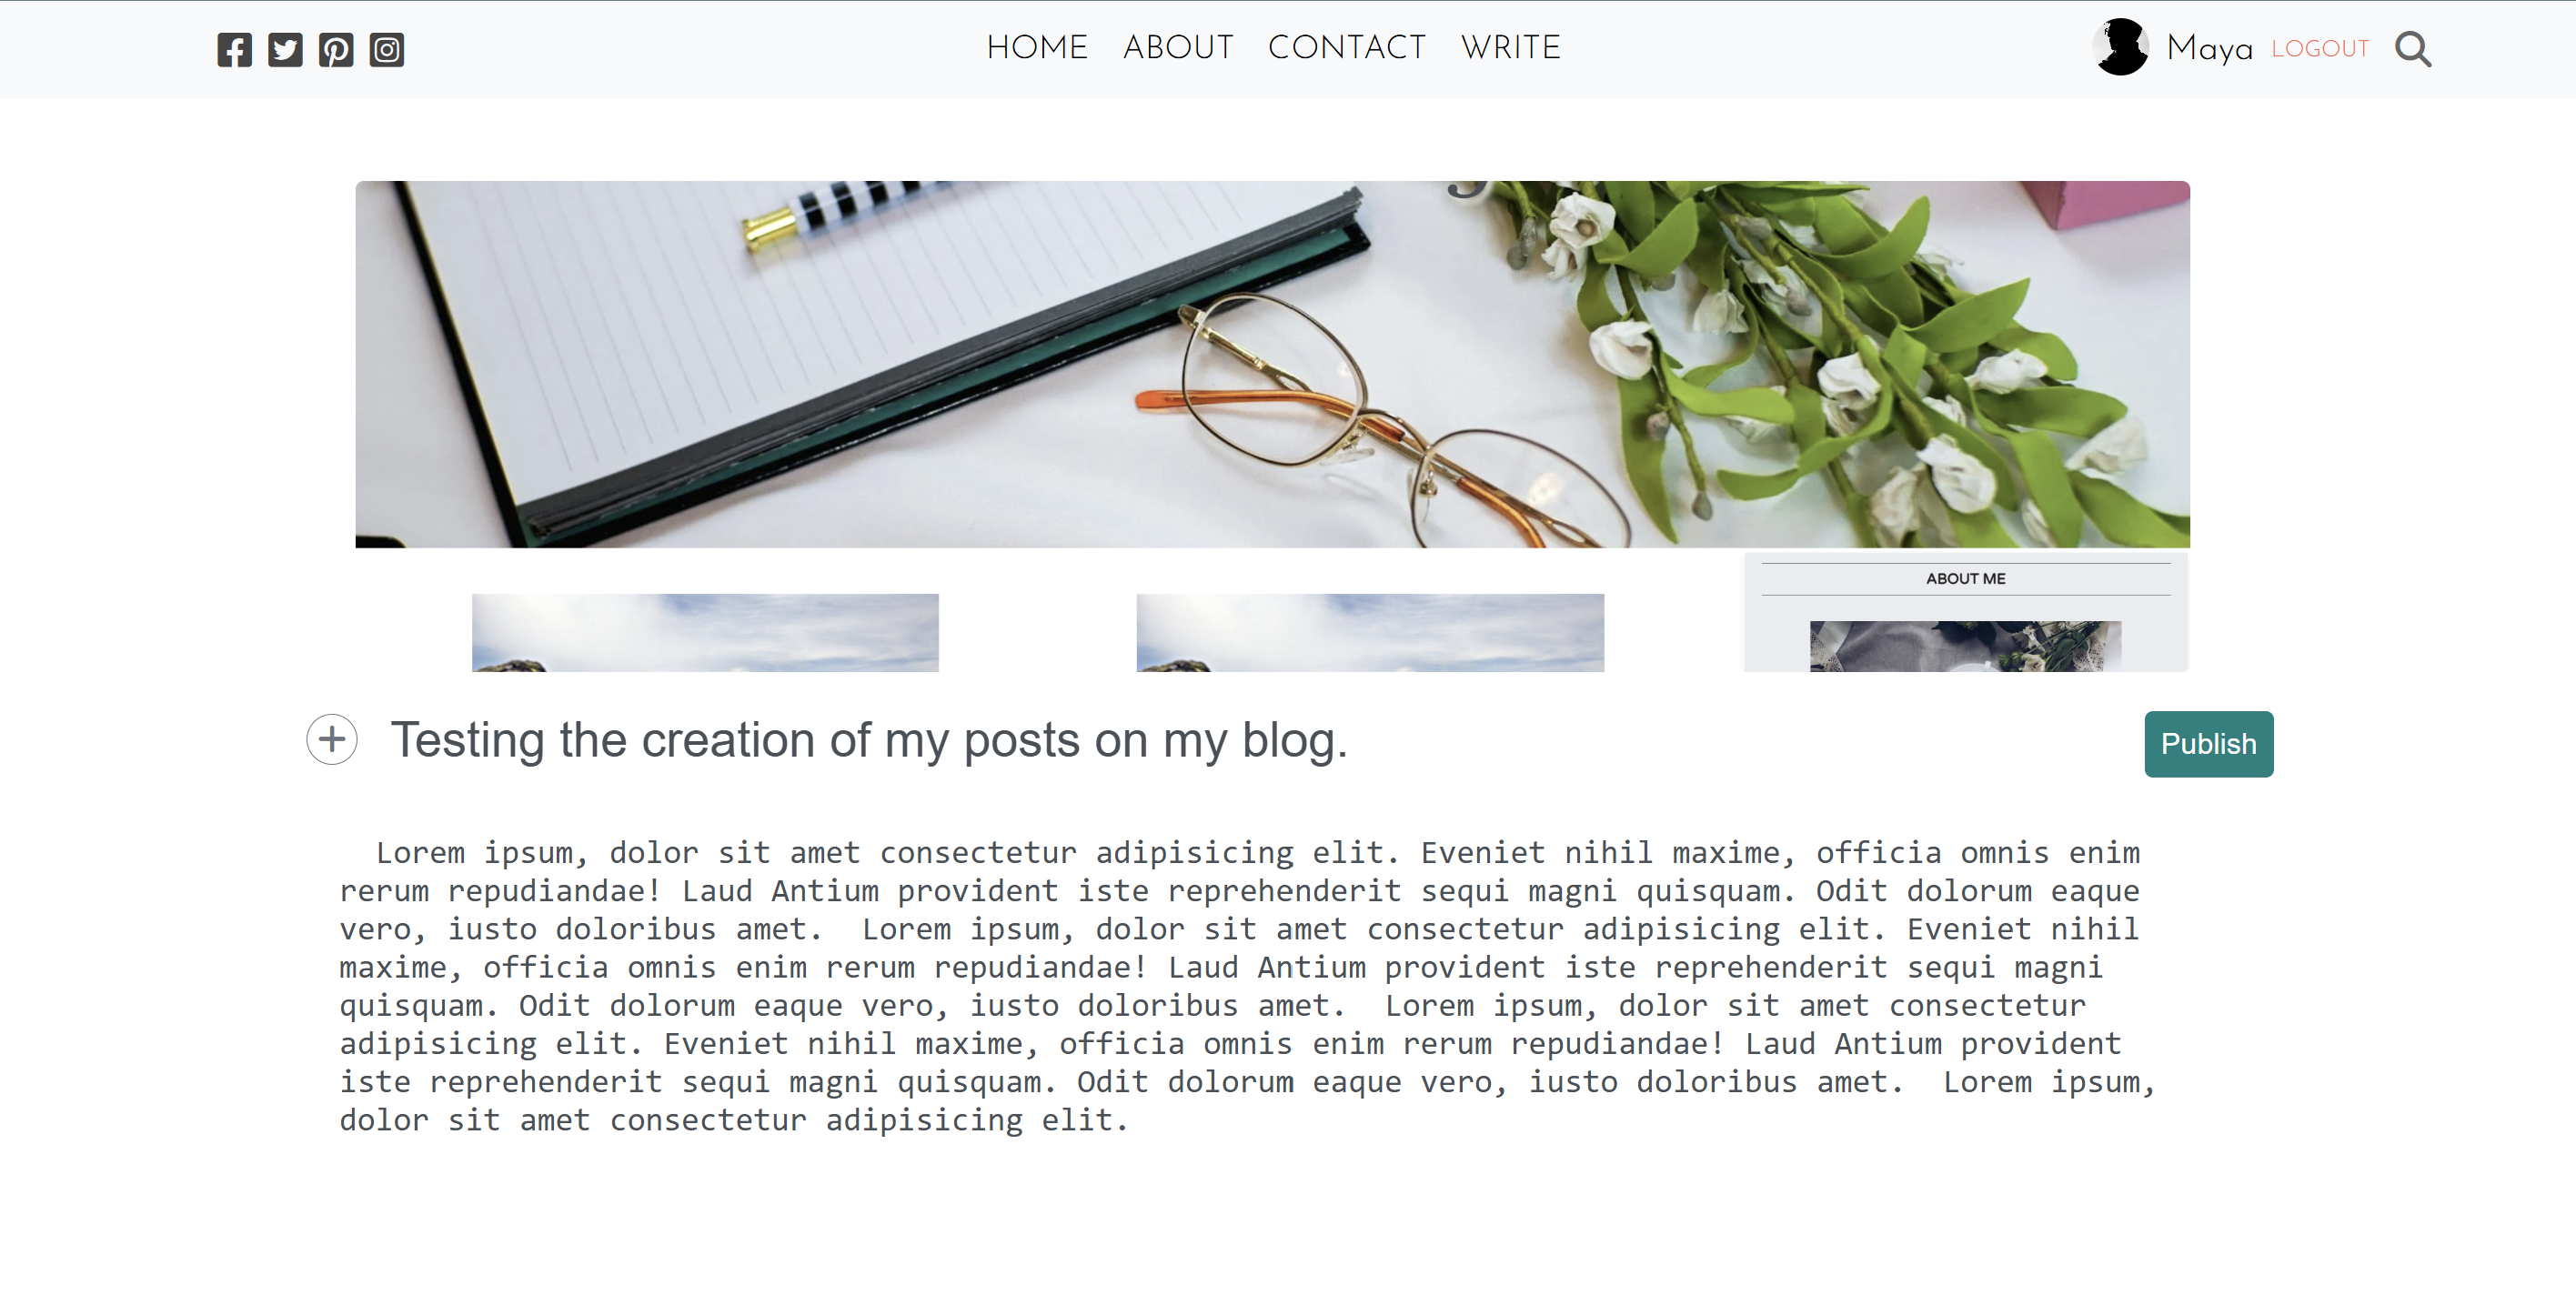 HOME ABOUT CONTACT WRITE
Maya LOGOUT
ABOUT ME
Testing the creation of my posts on my blog.
Publish
Lorem ipsum, dolor sit amet consectetur adipisicing elit. Eveniet nihil maxime, officia omnis enim
rerum repudiandae! Laud Antium provident iste reprehenderit sequi magni quisquam. Odit dolorum eaque
vero, iusto doloribus amet.  Lorem ipsum, dolor sit amet consectetur adipisicing elit. Eveniet nihil
maxime, officia omnis enim rerum repudiandae! Laud Antium provident iste reprehenderit sequi magni
quisquam. Odit dolorum eaque vero, iusto doloribus amet.  Lorem ipsum, dolor sit amet consectetur
adipisicing elit. Eveniet nihil maxime, officia omnis enim rerum repudiandae! Laud Antium provident
iste reprehenderit sequi magni quisquam. Odit dolorum eaque vero, iusto doloribus amet.  Lorem ipsum,
dolor sit amet consectetur adipisicing elit.